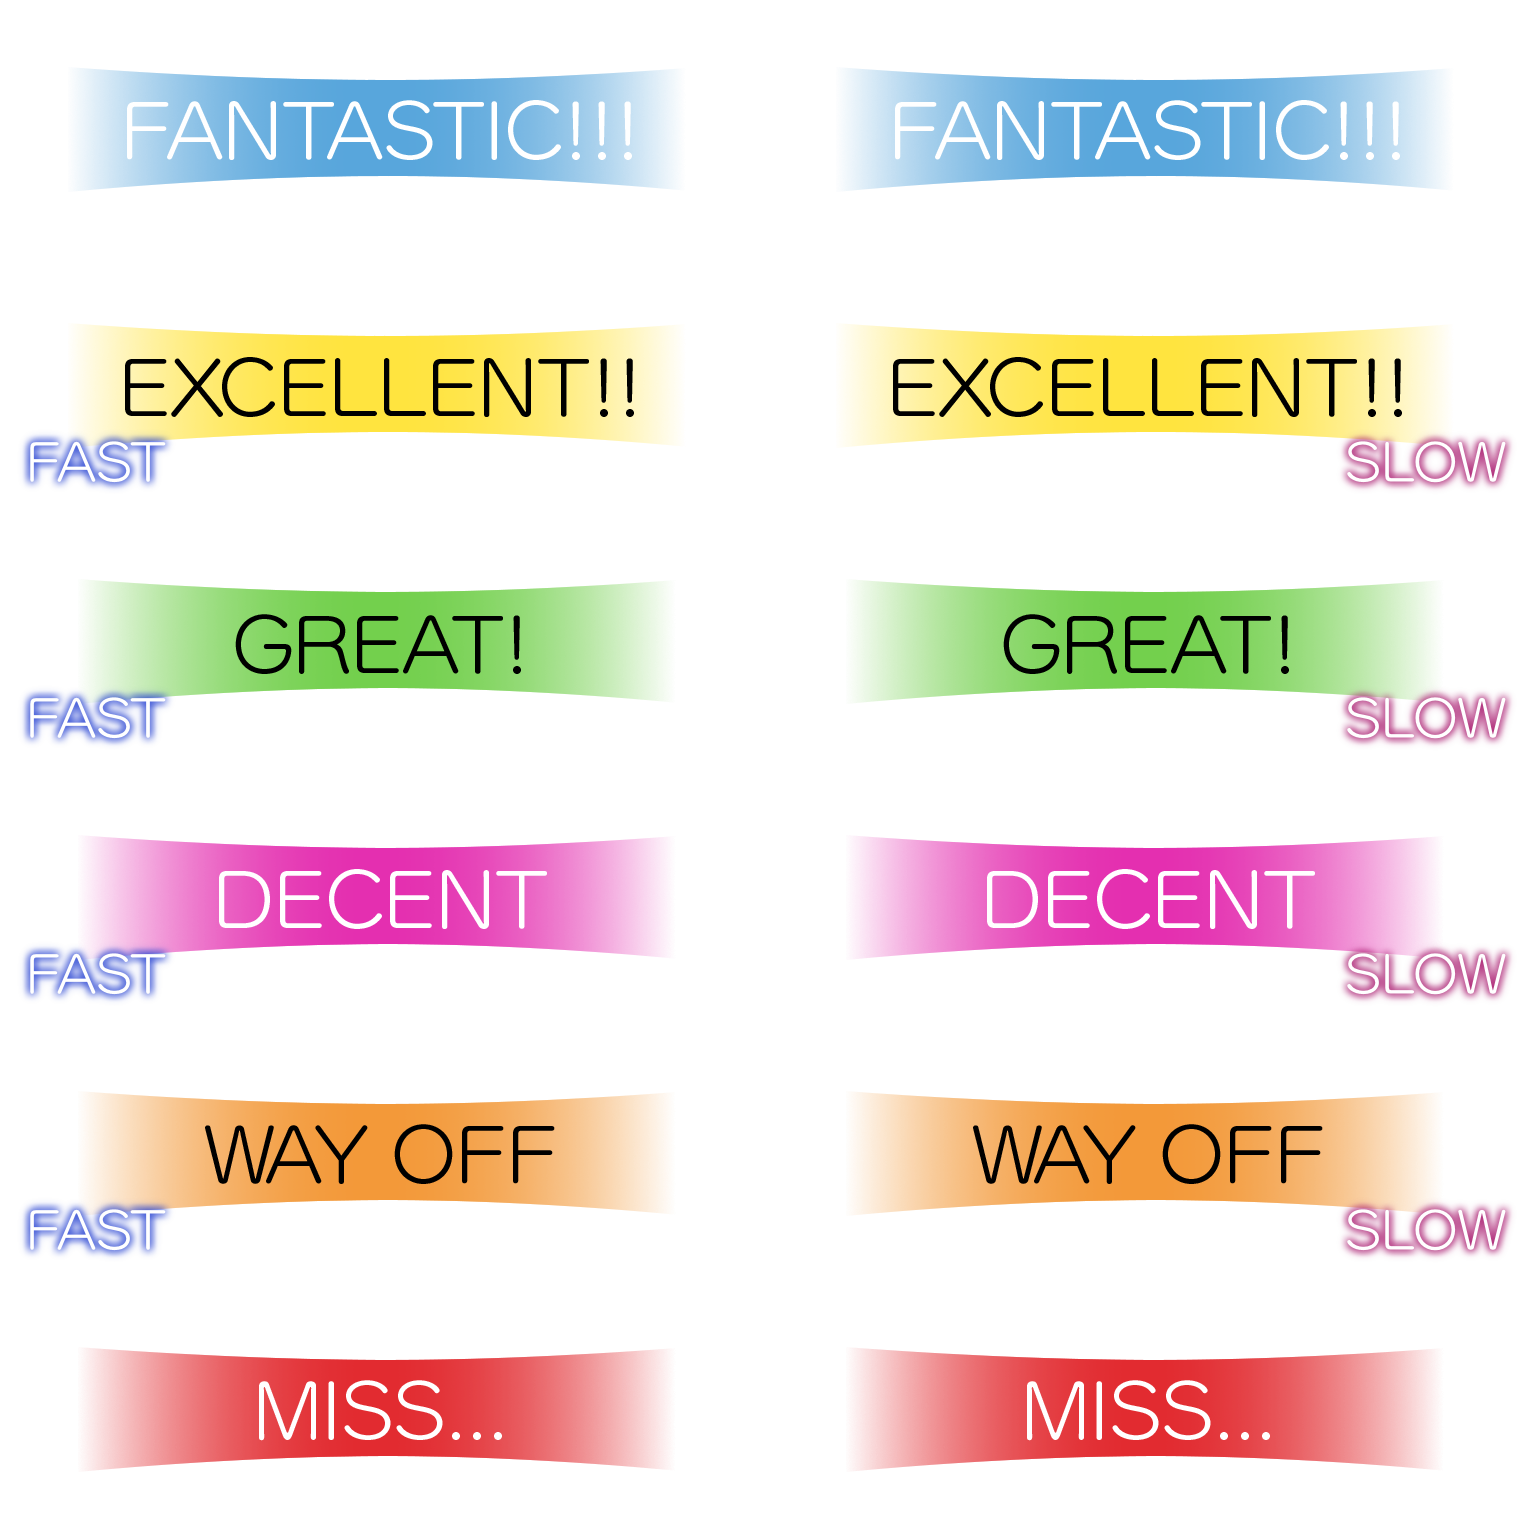 FANTASTIC!!! FANTASTIC!!!
EXCELLENT!! EXCELLENT!!
FAST SLOW
GREAT! GREAT!
FAST SLOW
DECENT DECENT
FAST SLOW
WAY OFF WAY OFF
FAST SLOW
MISS... MISS...